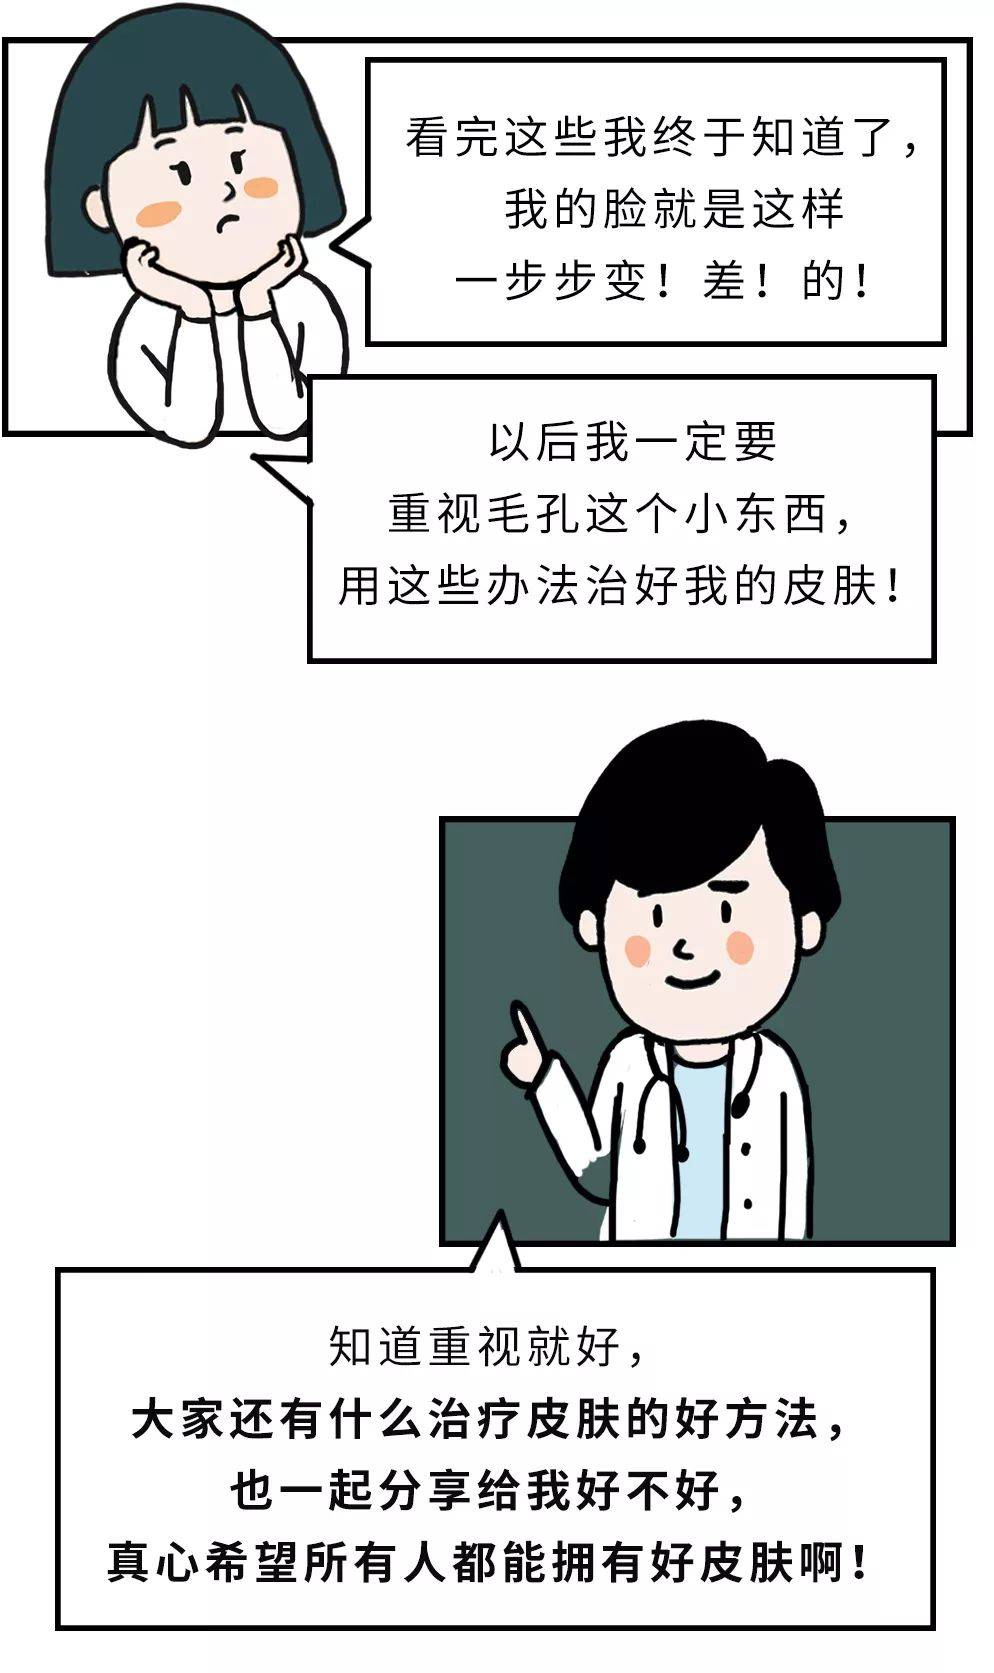 看完这些我终于知道了，
我的脸就是这样
一步步变！差！的！
以后我一定要
重视毛孔这个小东西，
用这些办法治好我的皮肤！
知道重视就好，
大家还有什么治疗皮肤的好方法，
也一起分享给我好不好，
真心希望所有人都能拥有好皮肤啊！